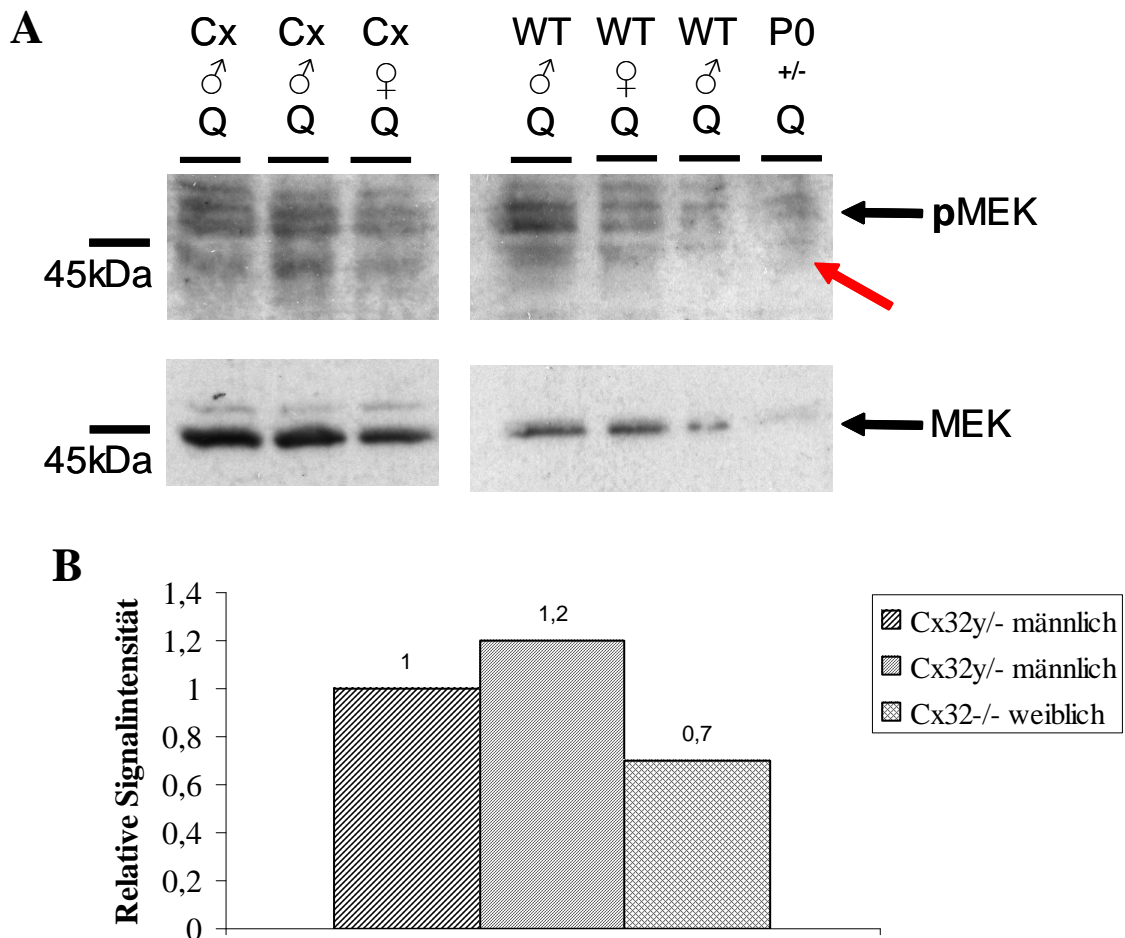 A
Cx Cx Cx WT WT WT P0
♂ ♂ ♀ ♂ ♀ ♂ +/-
Q Q Q Q Q Q Q
pMEK
45kDa
MEK
45kDa
B
Relative Signalintensität
1,4
1,2
1
0,8
0,6
0,4
0,2
0
1
1,2
0,7
Cx32y/- männlich
Cx32y/- männlich
Cx32-/- weiblich